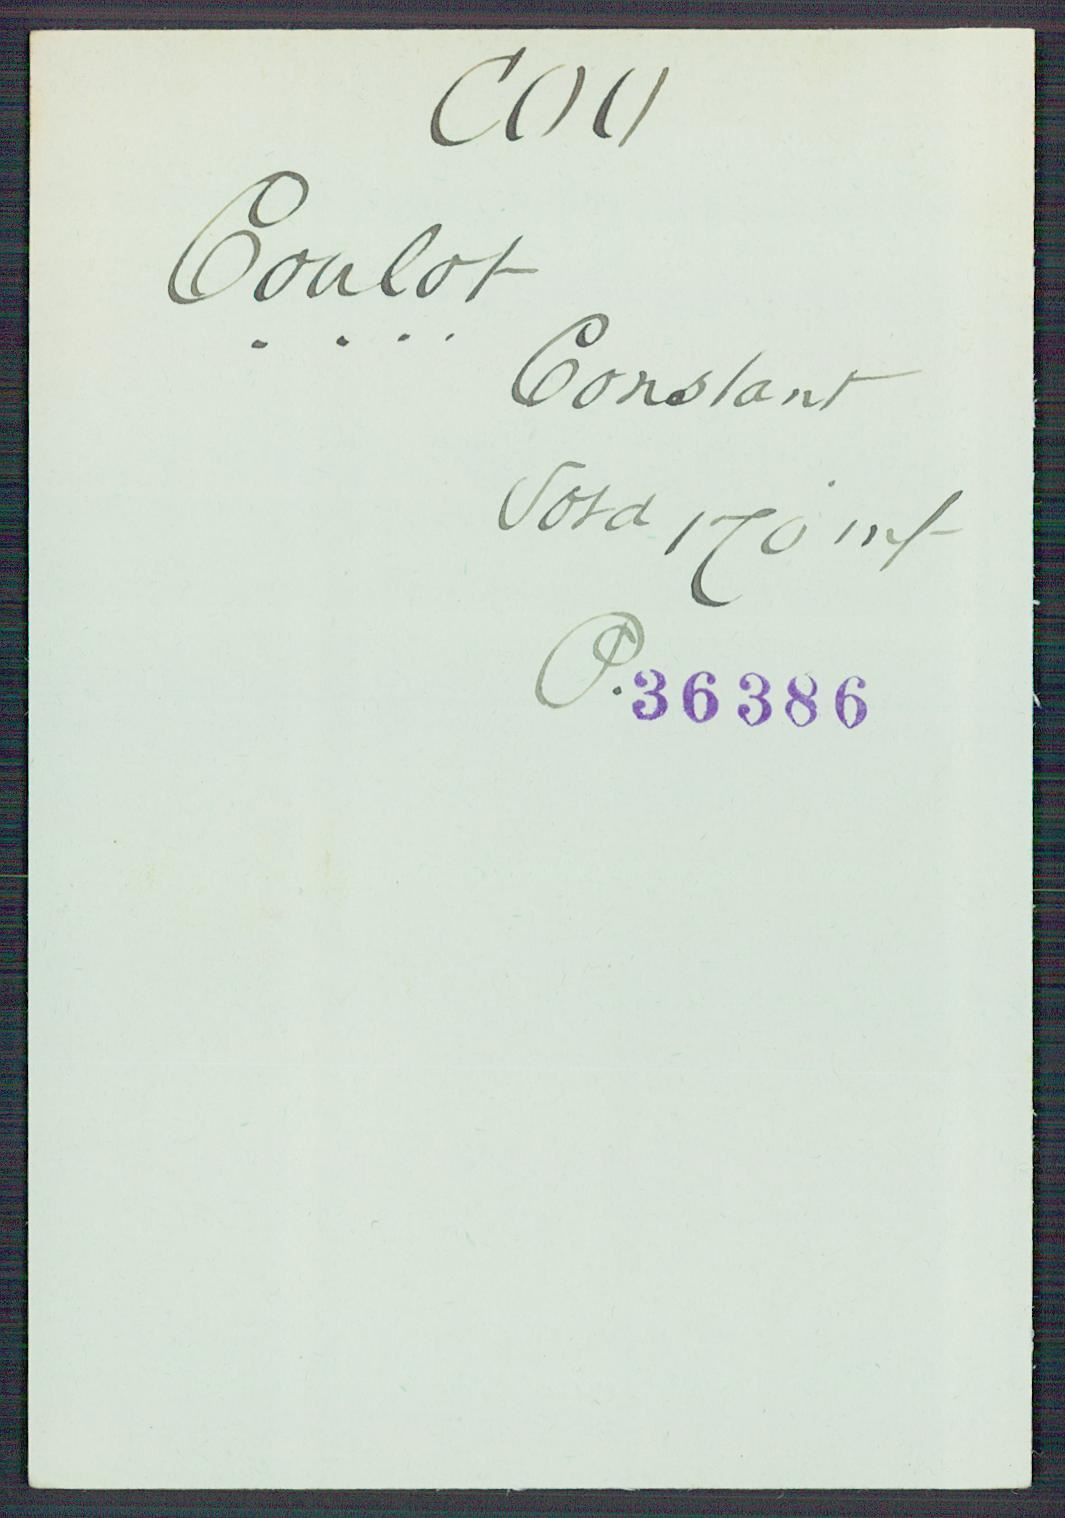 COU
Coulot
Constant
Sold 170 inf
P. 36386